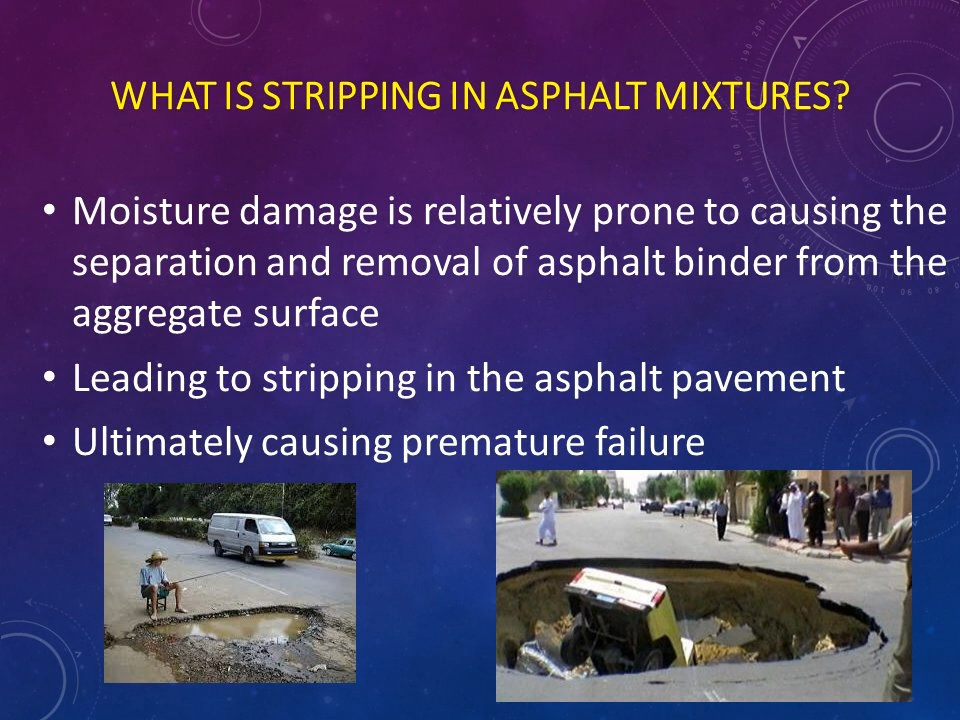 WHAT IS STRIPPING IN ASPHALT MIXTURES?
• Moisture damage is relatively prone to causing the
separation and removal of asphalt binder from the
aggregate surface
• Leading to stripping in the asphalt pavement
• Ultimately causing premature failure